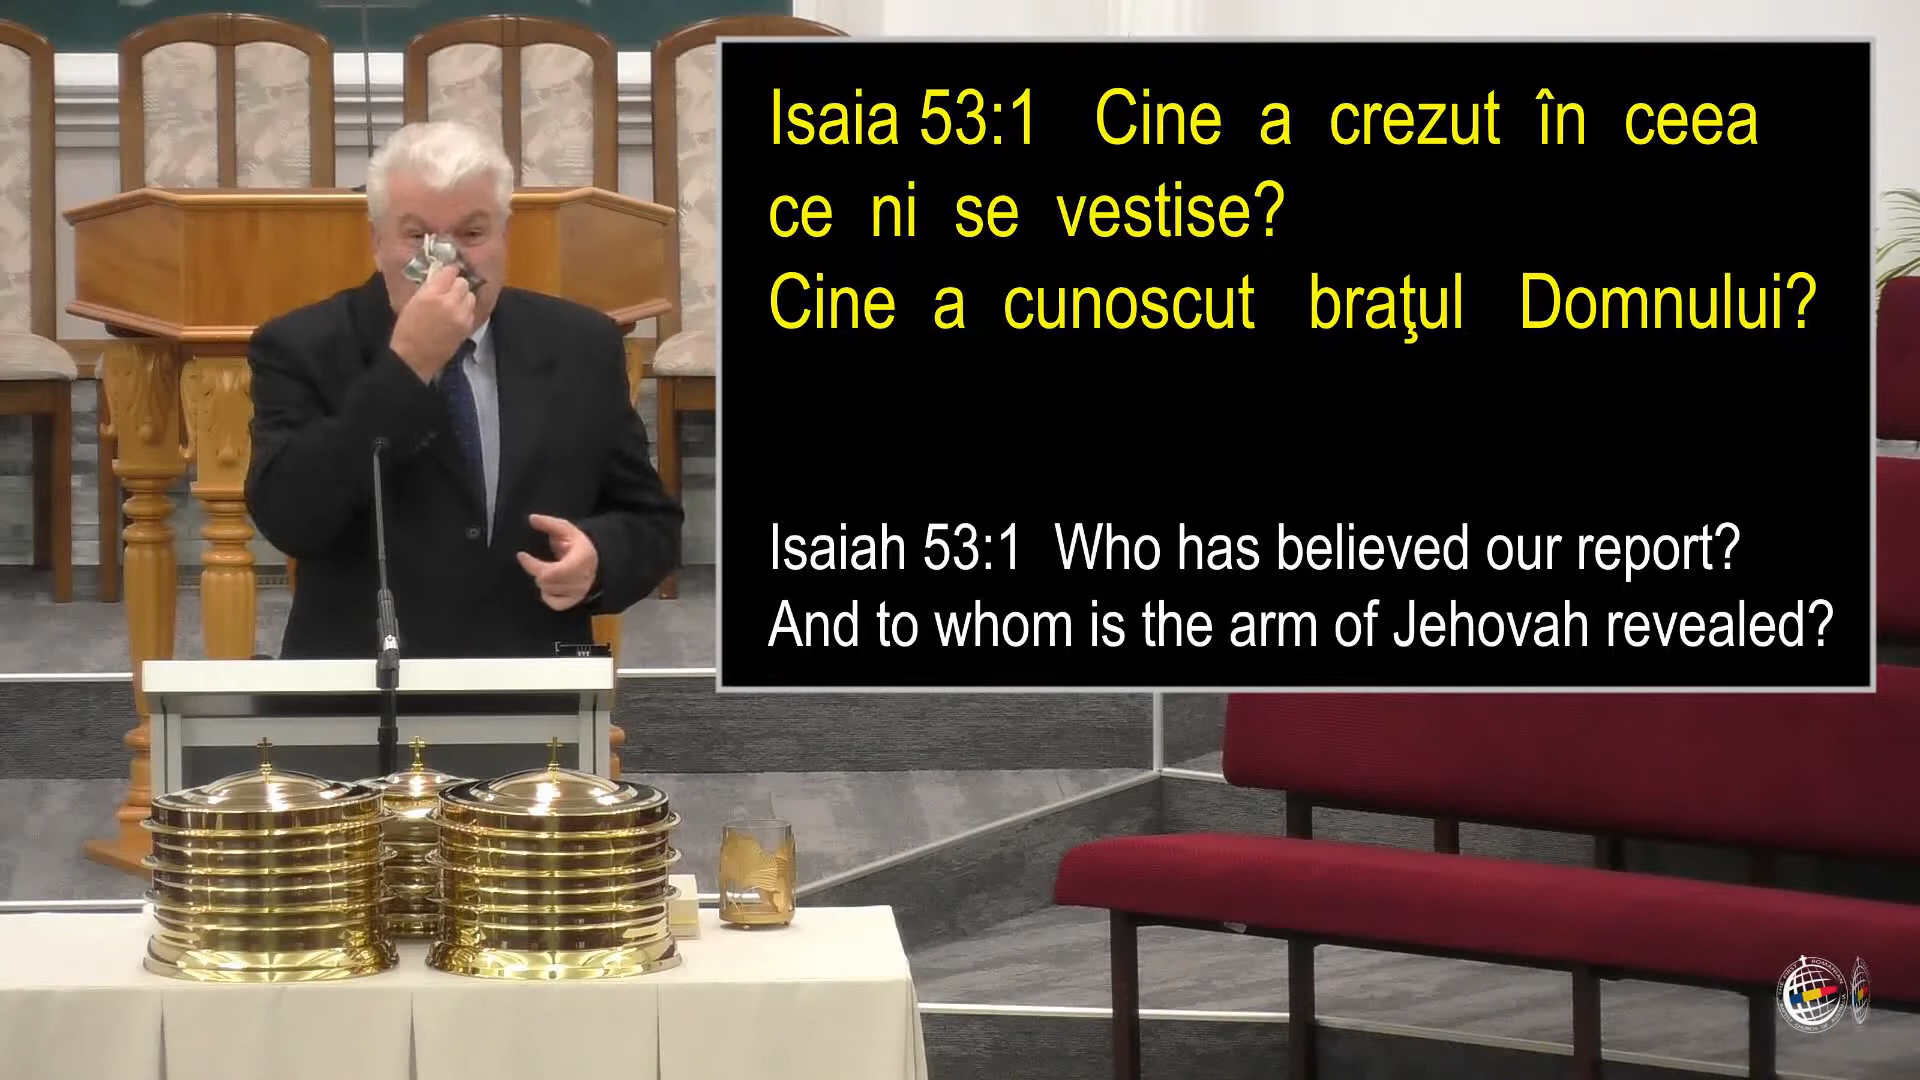 Isaia 53:1 Cine a crezut în ceea
ce ni se vestise?
Cine a cunoscut braţul Domnului?
Isaiah 53:1 Who has believed our report?
And to whom is the arm of Jehovah revealed?